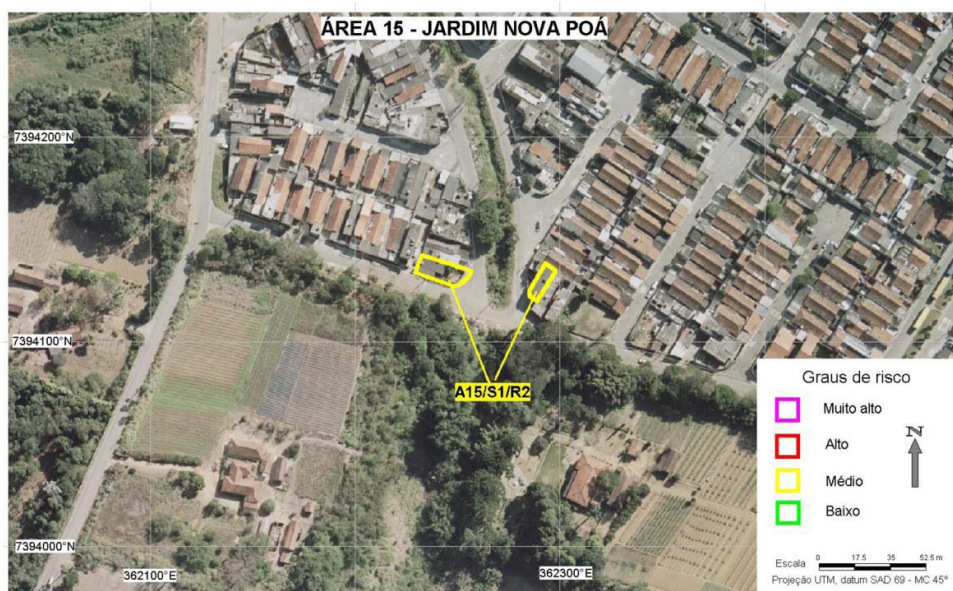 ÁREA 15 - JARDIM NOVA POÁ
7394200°N
7394100°N
A15/S1/R2
7394000°N
362100°E
362300°E
Graus de risco
Muito alto
Alto
Médio
Baixo
N
Escala
0 17.5 35 52.5 m
Projeção UTM, datum SAD 69 - MC 45º